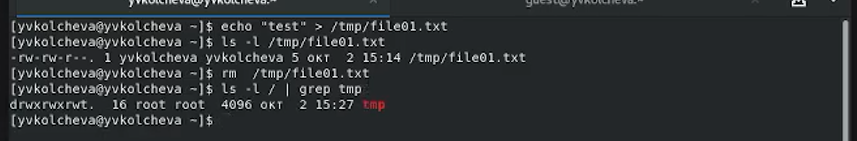 yvkolcheva@yvkolcheva:~
guest@yvkolcheva:~
[yvkolcheva@yvkolcheva ~]$ echo "test" > /tmp/file01.txt
[yvkolcheva@yvkolcheva ~]$ ls -l /tmp/file01.txt
-rw-rw-r--. 1 yvkolcheva yvkolcheva 5 окт  2 15:14 /tmp/file01.txt
[yvkolcheva@yvkolcheva ~]$ rm  /tmp/file01.txt
[yvkolcheva@yvkolcheva ~]$ ls -l / | grep tmp
drwxrwxrwt.  16 root root  4096 окт  2 15:27 tmp
[yvkolcheva@yvkolcheva ~]$